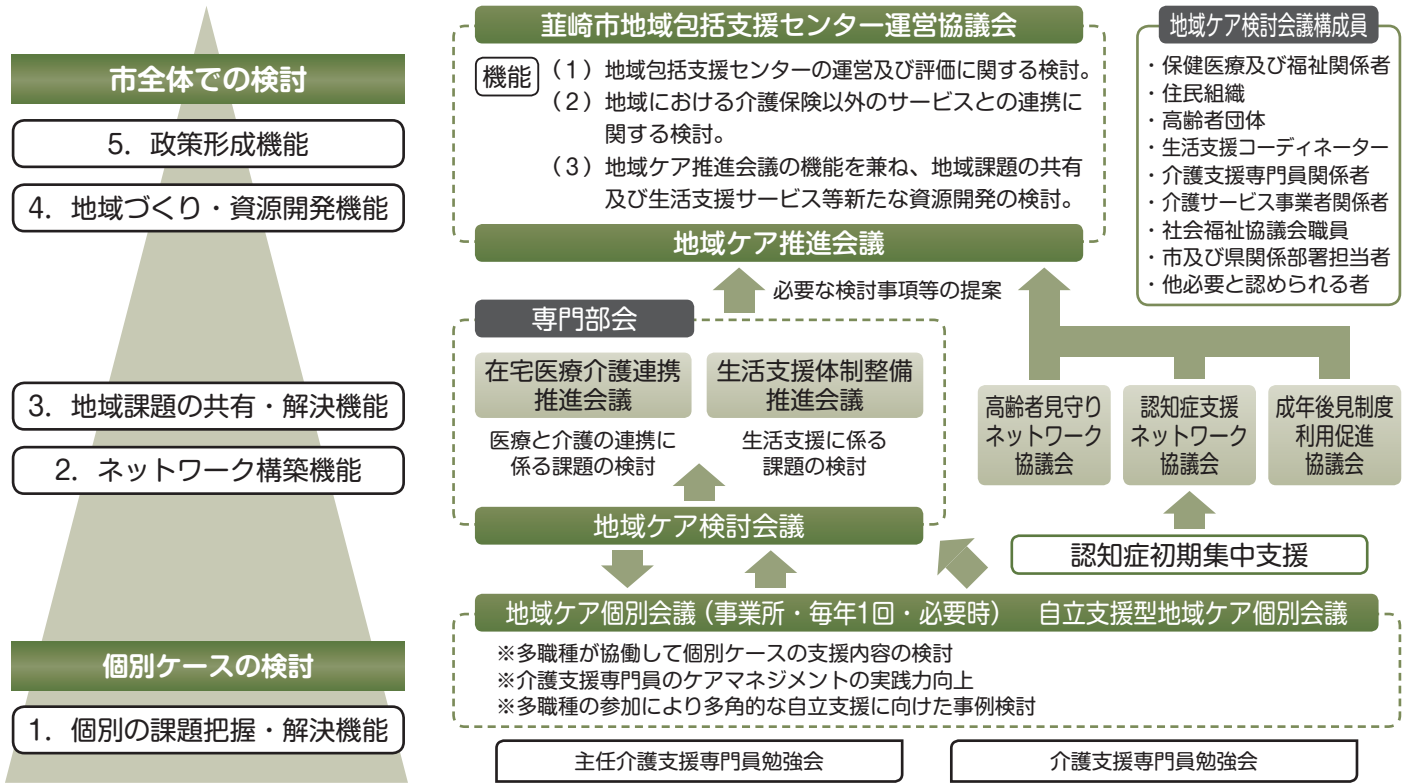 市全体での検討
5．政策形成機能
4．地域づくり・資源開発機能
3．地域課題の共有・解決機能
2．ネットワーク構築機能
個別ケースの検討
1．個別の課題把握・解決機能
韮崎市地域包括支援センター運営協議会
機能
（1）地域包括支援センターの運営及び評価に関する検討。
（2）地域における介護保険以外のサービスとの連携に
関する検討。
（3）地域ケア推進会議の機能を兼ね、地域課題の共有
及び生活支援サービス等新たな資源開発の検討。
地域ケア推進会議
地域ケア検討会議構成員
・保健医療及び福祉関係者
・住民組織
・高齢者団体
・生活支援コーディネーター
・介護支援専門員関係者
・介護サービス事業者関係者
・社会福祉協議会職員
・市及び県関係部署担当者
・他必要と認められる者
必要な検討事項等の提案
専門部会
在宅医療介護連携
推進会議
医療と介護の連携に
係る課題の検討
生活支援体制整備
推進会議
生活支援に係る
課題の検討
地域ケア検討会議
高齢者見守り
ネットワーク
協議会
認知症支援
ネットワーク
協議会
成年後見制度
利用促進
協議会
認知症初期集中支援
地域ケア個別会議（事業所・毎年1回・必要時）　自立支援型地域ケア個別会議
※多職種が協働して個別ケースの支援内容の検討
※介護支援専門員のケアマネジメントの実践力向上
※多職種の参加により多角的な自立支援に向けた事例検討
主任介護支援専門員勉強会
介護支援専門員勉強会